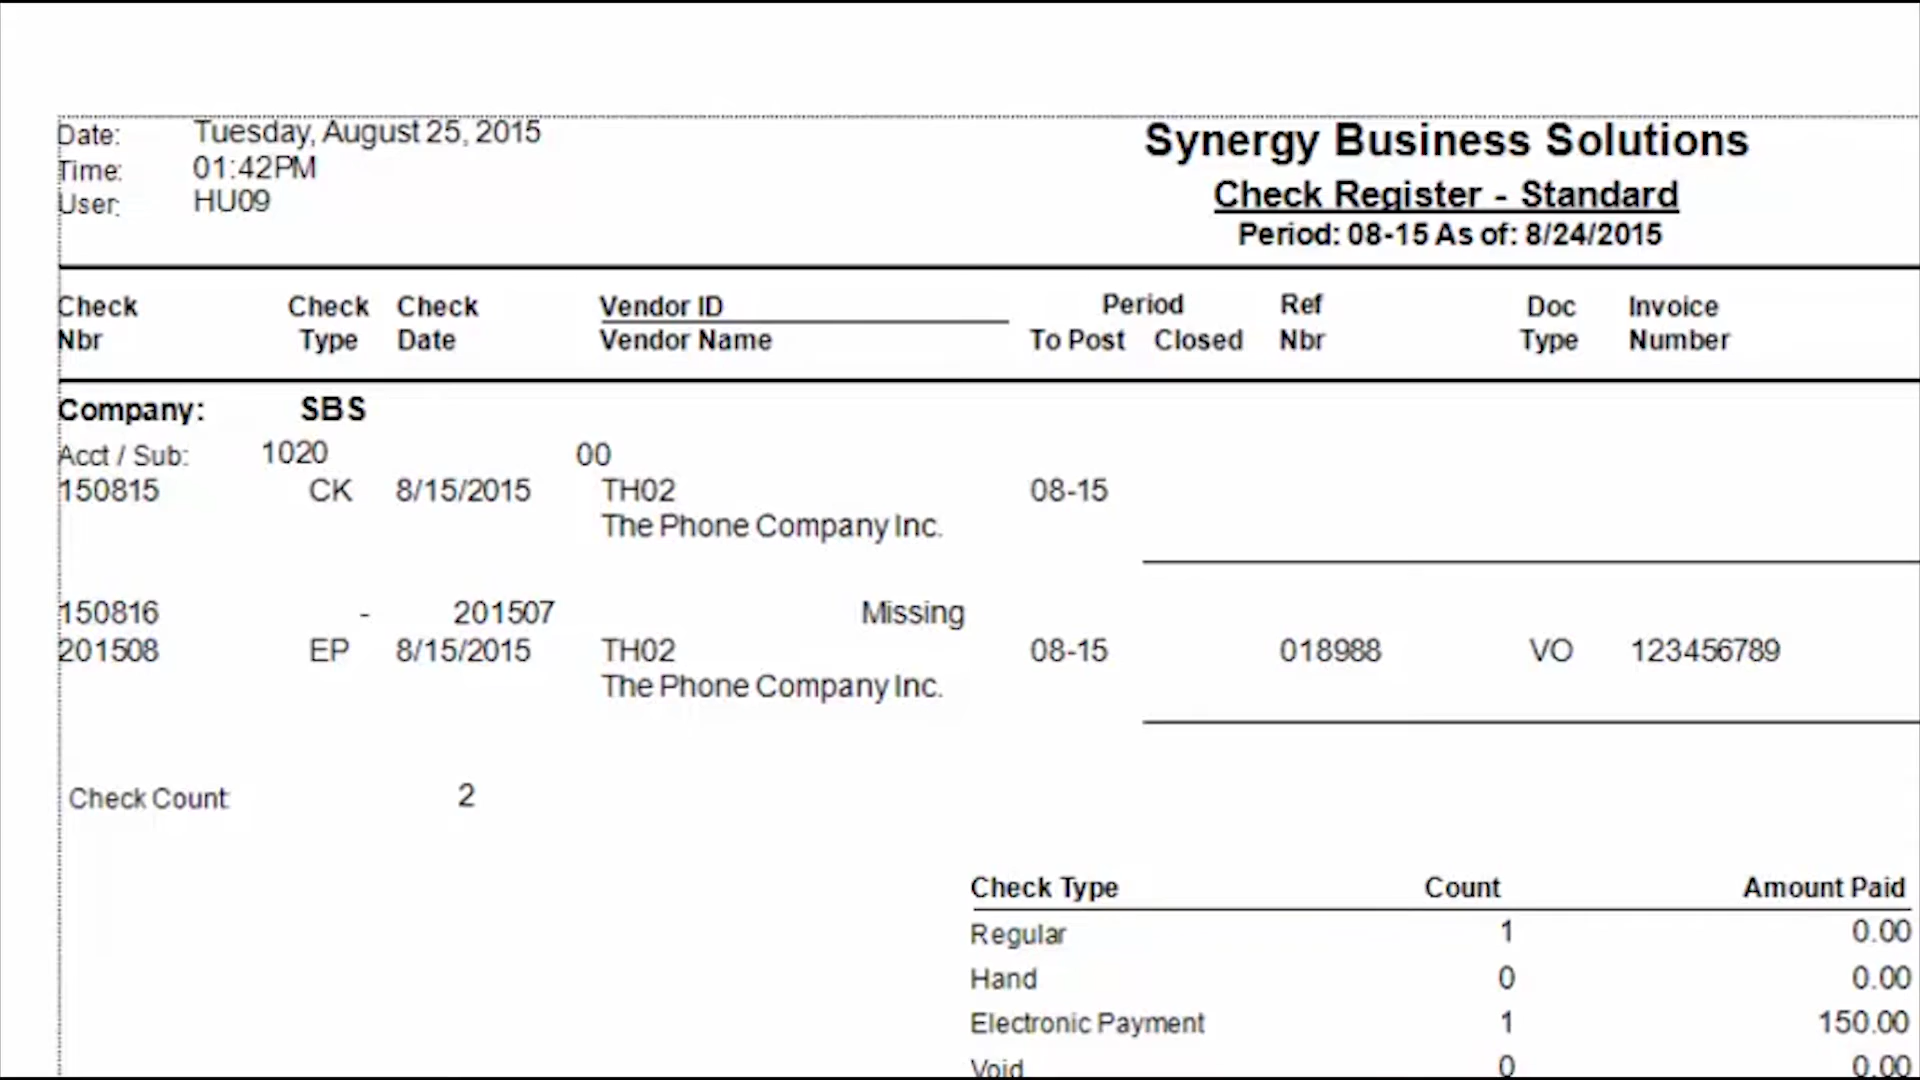 Date: Tuesday, August 25, 2015
Time: 01:42PM
User: HU09
Synergy Business Solutions
Check Register - Standard
Period: 08-15 As of: 8/24/2015
Check Nbr Check Type Check Date Vendor ID Vendor Name Period To Post Closed Ref Nbr Doc Type Invoice Number
Company: SBS
Acct / Sub: 1020 00
150815 CK 8/15/2015 TH02 08-15
The Phone Company Inc.
150816 - 201507 Missing
201508 EP 8/15/2015 TH02 08-15 018988 VO 123456789
The Phone Company Inc.
Check Count: 2
Check Type Count Amount Paid
Regular 1 0.00
Hand 0 0.00
Electronic Payment 1 150.00
Void 0 0.00